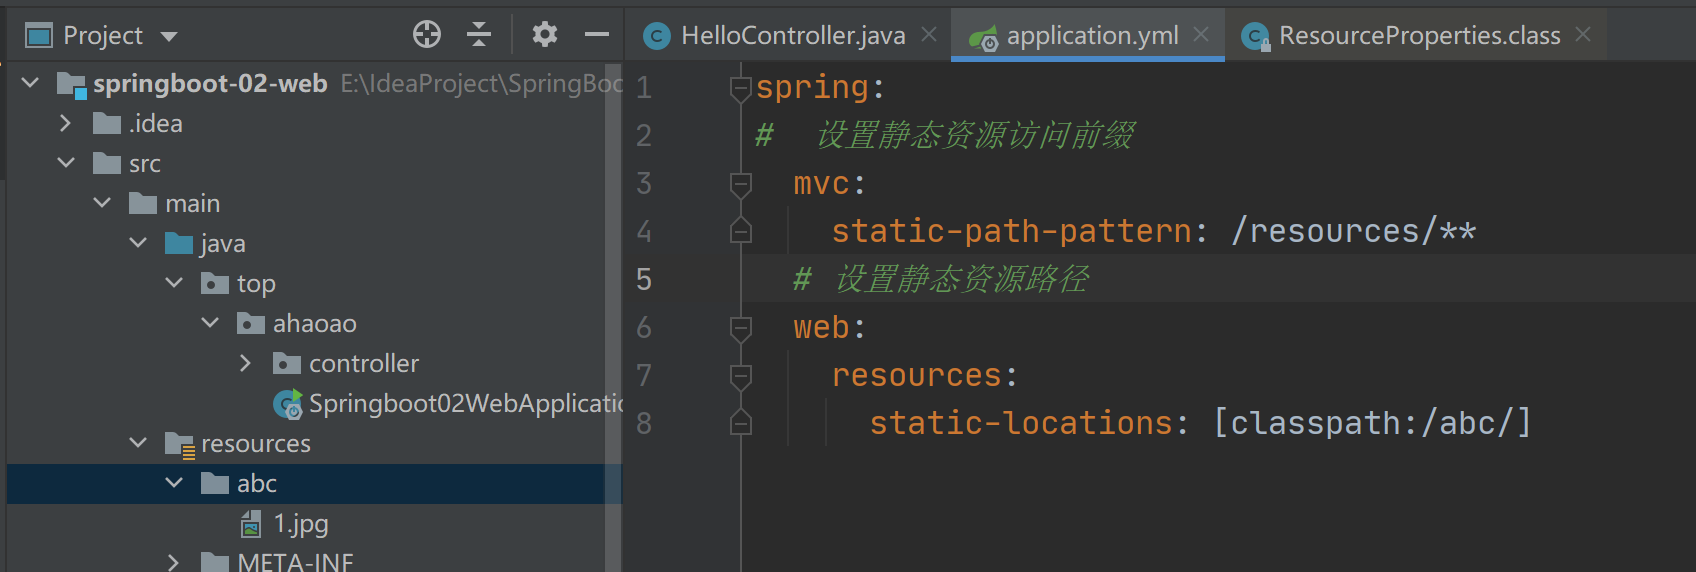 Project
springboot-02-web E:\IdeaProject\SpringBoo
.idea
src
main
java
top
ahaoao
controller
Springboot02WebApplicatio
resources
abc
1.jpg
META-INF
HelloController.java
application.yml
ResourceProperties.class
1 spring:
2 # 设置静态资源访问前缀
3 mvc:
4 static-path-pattern: /resources/**
5 # 设置静态资源路径
6 web:
7 resources:
8 static-locations: [classpath:/abc/]